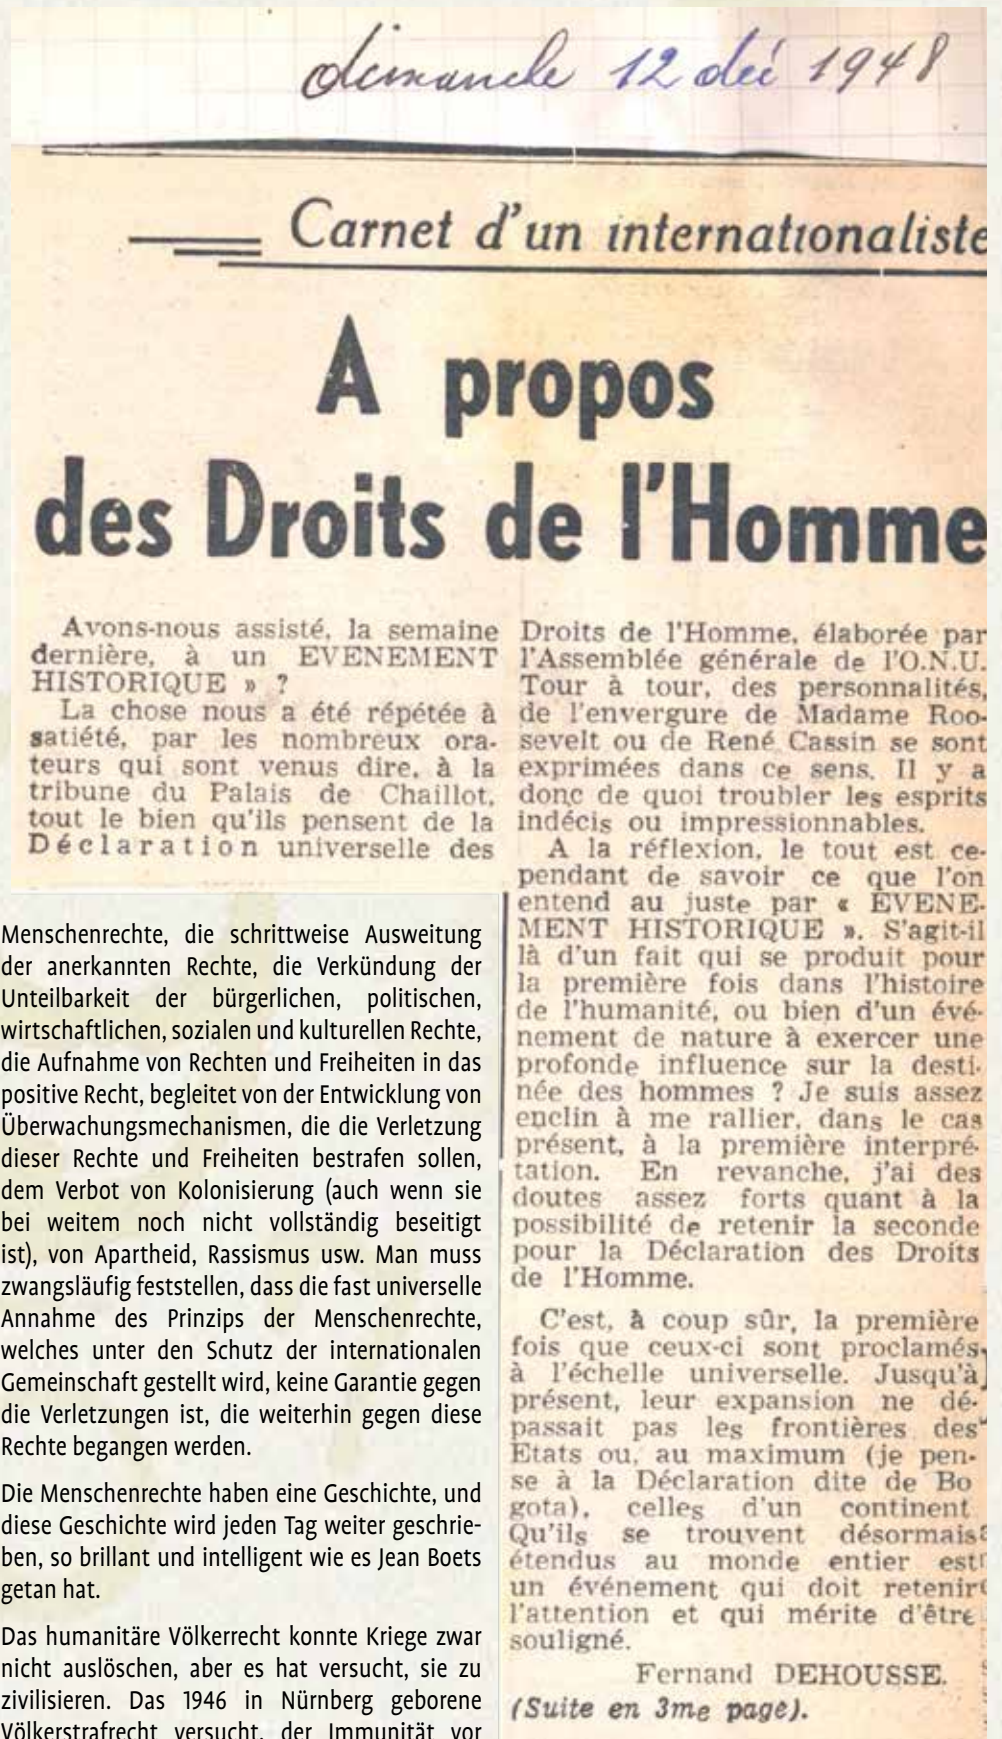 dimanche 12 déc 1948
Carnet d'un internationaliste
A propos
des Droits de l'Homme
Avons-nous assisté, la semaine
dernière, à un EVENEMENT
HISTORIQUE » ?
La chose nous a été répétée à
satiété, par les nombreux ora-
teurs qui sont venus dire, à la
tribune du Palais de Chaillot,
tout le bien qu'ils pensent de la
Déclaration universelle des
Droits de l'Homme, élaborée par
l'Assemblée générale de l'O.N.U.
Tour à tour, des personnalités,
de l'envergure de Madame Roo-
sevelt ou de René Cassin se sont
exprimées dans ce sens. Il y a
donc de quoi troubler les esprits
indécis ou impressionnables.
A la réflexion, le tout est ce-
pendant de savoir ce que l'on
entend au juste par « EVENE-
MENT HISTORIQUE ». S'agit-il
là d'un fait qui se produit pour
la première fois dans l'histoire
de l'humanité, ou bien d'un évé-
nement de nature à exercer une
profonde influence sur la desti-
née des hommes ? Je suis assez
enclin à me rallier, dans le cas
présent, à la première interpré-
tation. En revanche, j'ai des
doutes assez forts quant à la
possibilité de retenir la seconde
pour la Déclaration des Droits
de l'Homme.
C'est, à coup sûr, la première
fois que ceux-ci sont proclamés
à l'échelle universelle. Jusqu'à
présent, leur expansion ne dé-
passait pas les frontières des
Etats ou, au maximum (je pen-
se à la Déclaration dite de Bo
gota), celles d'un continent
Qu'ils se trouvent désormais
étendus au monde entier est
un événement qui doit retenir
l'attention et qui mérite d'être
souligné.
Fernand DEHOUSSE.
(Suite en 3me page).
Menschenrechte, die schrittweise Ausweitung
der anerkannten Rechte, die Verkündung der
Unteilbarkeit der bürgerlichen, politischen,
wirtschaftlichen, sozialen und kulturellen Rechte,
die Aufnahme von Rechten und Freiheiten in das
positive Recht, begleitet von der Entwicklung von
Überwachungsmechanismen, die die Verletzung
dieser Rechte und Freiheiten bestrafen sollen,
dem Verbot von Kolonisierung (auch wenn sie
bei weitem noch nicht vollständig beseitigt
ist), von Apartheid, Rassismus usw. Man muss
zwangsläufig feststellen, dass die fast universelle
Annahme des Prinzips der Menschenrechte,
welches unter den Schutz der internationalen
Gemeinschaft gestellt wird, keine Garantie gegen
die Verletzungen ist, die weiterhin gegen diese
Rechte begangen werden.
Die Menschenrechte haben eine Geschichte, und
diese Geschichte wird jeden Tag weiter geschrie-
ben, so brillant und intelligent wie es Jean Boets
getan hat.
Das humanitäre Völkerrecht konnte Kriege zwar
nicht auslöschen, aber es hat versucht, sie zu
zivilisieren. Das 1946 in Nürnberg geborene
Völkerstrafrecht versucht, der Immunität vor